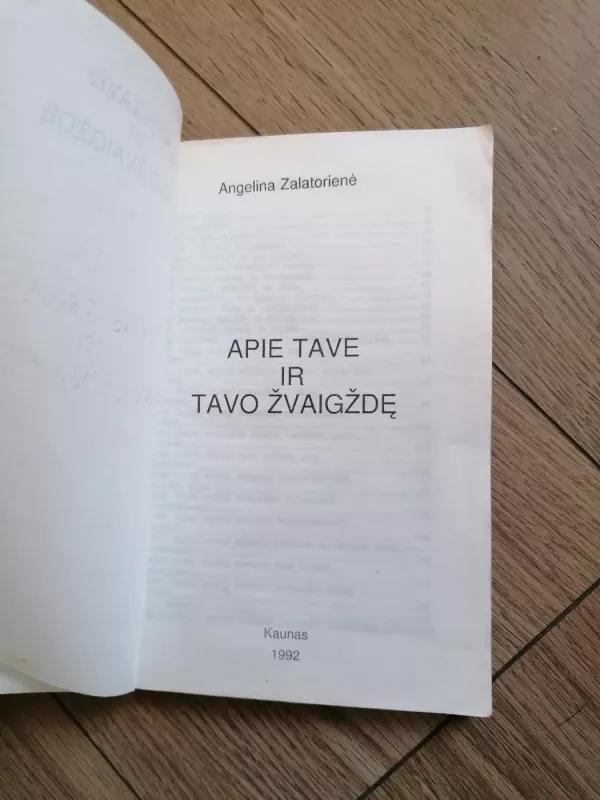 Angelina Zalatorienė
APIE TAVE
IR
TAVO ŽVAIGŽDĘ
Kaunas
1992